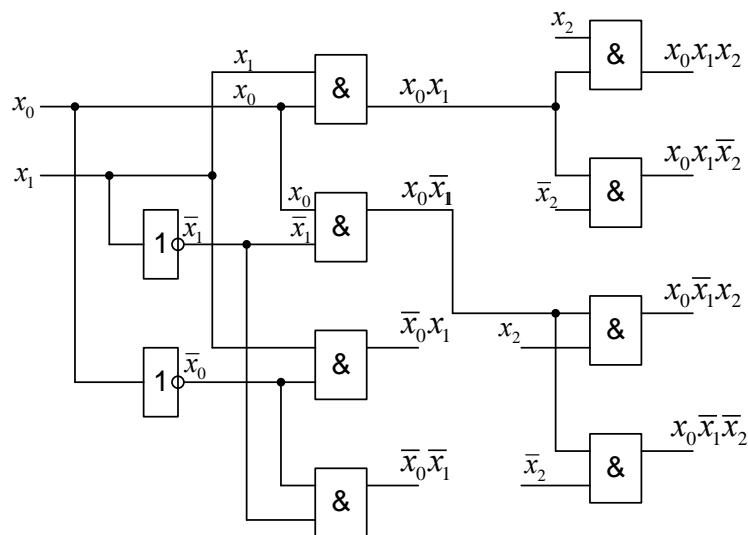 x₂
x₁ & x₀x₁x₂
x₀ x₀ & x₀x₁
x₀x₁x̅₂
x₁ x̅₂ &
x₀ x₀x̅₁
1 x̅₁ x̅₁ &
x₀x̅₁x₂
x̅₀x₁ x₂ &
1 x̅₀ &
x₀x̅₁x̅₂
x̅₀x̅₁ x̅₂ &
&